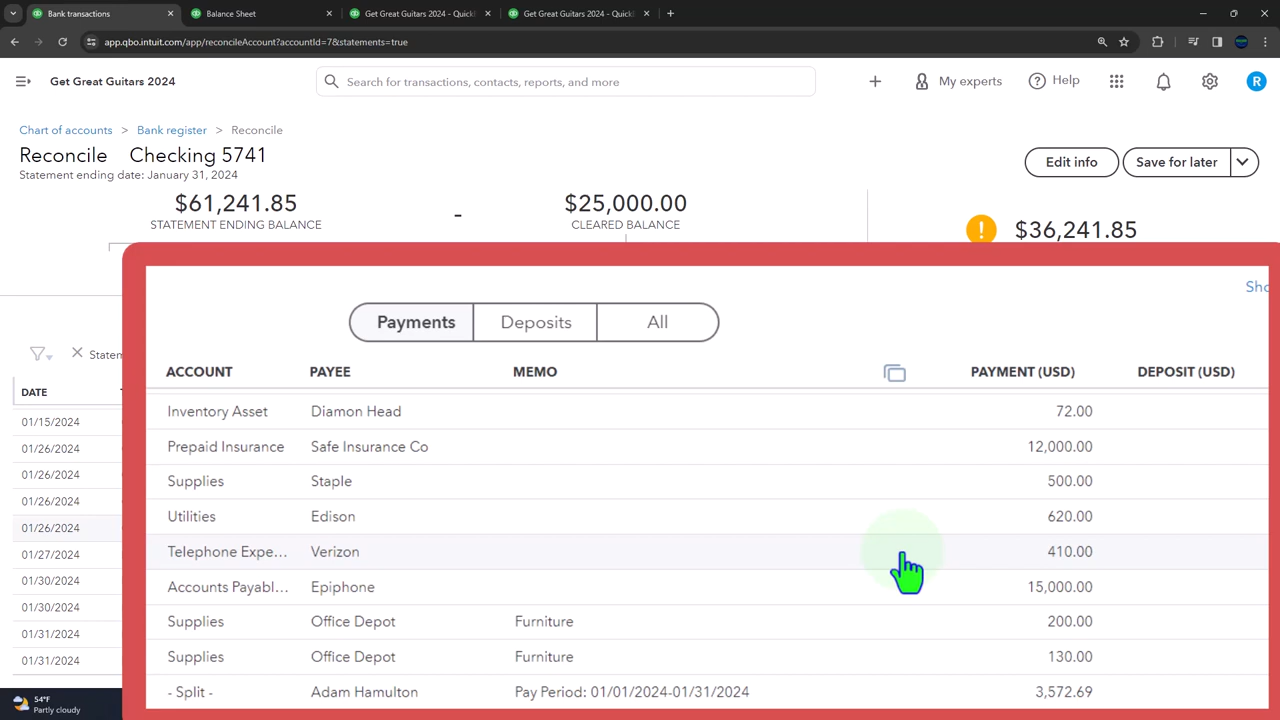 Bank transactions
Balance Sheet
Get Great Guitars 2024 - Quick
Get Great Guitars 2024 - Quick
app.qbo.intuit.com/app/reconcileAccount?accountId=7&statements=true
Get Great Guitars 2024
Search for transactions, contacts, reports, and more
My experts
Help
R
Chart of accounts > Bank register > Reconcile
Reconcile Checking 5741
Statement ending date: January 31, 2024
Edit info
Save for later
$61,241.85
STATEMENT ENDING BALANCE
-
$25,000.00
CLEARED BALANCE
! $36,241.85
Sho
Payments Deposits All
Statem
DATE
ACCOUNT PAYEE MEMO PAYMENT (USD) DEPOSIT (USD)
01/15/2024
01/26/2024
01/26/2024
01/26/2024
01/26/2024
01/27/2024
01/30/2024
01/30/2024
01/31/2024
01/31/2024
Inventory Asset Diamon Head 72.00
Prepaid Insurance Safe Insurance Co 12,000.00
Supplies Staple 500.00
Utilities Edison 620.00
Telephone Expe... Verizon 410.00
Accounts Payabl... Epiphone 15,000.00
Supplies Office Depot Furniture 200.00
Supplies Office Depot Furniture 130.00
- Split - Adam Hamulton Pay Period: 01/01/2024-01/31/2024 3,572.69
54°F
Partly cloudy